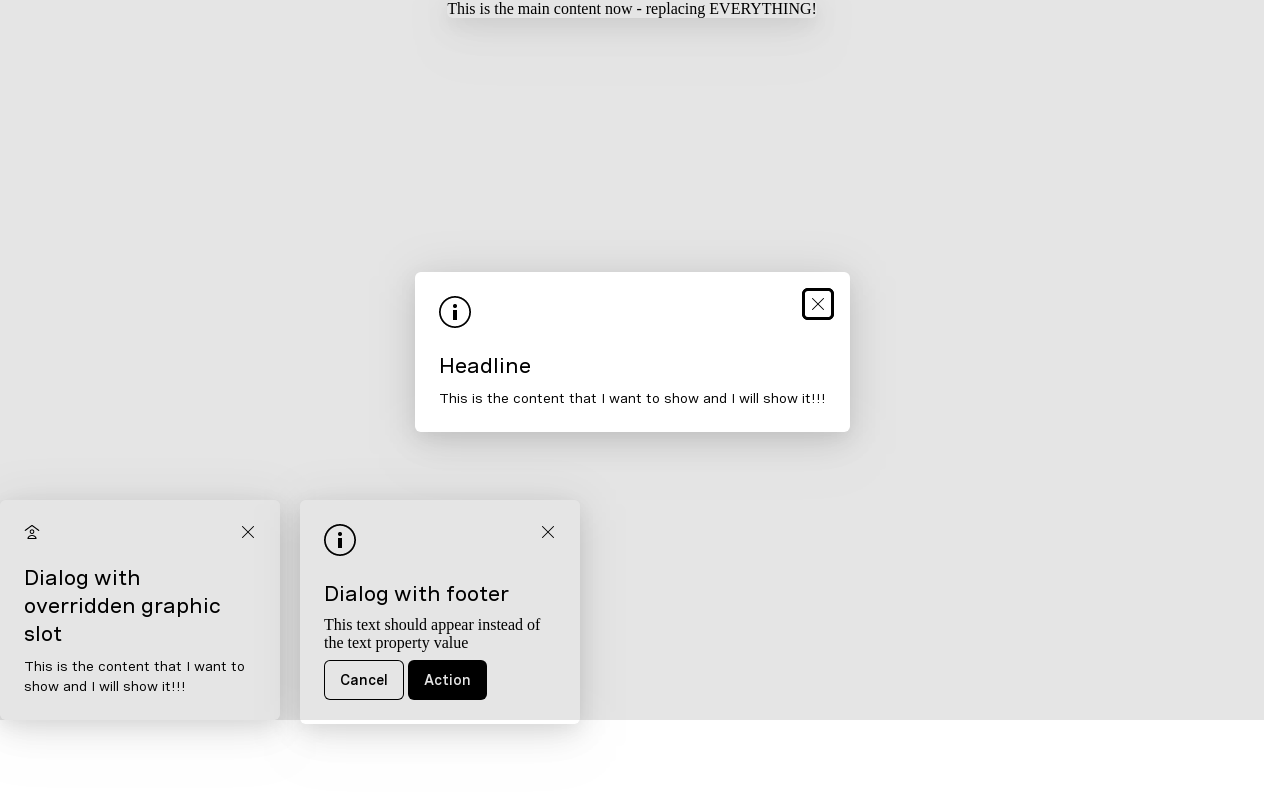 This is the main content now - replacing EVERYTHING!
Headline
This is the content that I want to show and I will show it!!!
Dialog with
overridden graphic
slot
This is the content that I want to
show and I will show it!!!
Dialog with footer
This text should appear instead of
the text property value
Cancel
Action